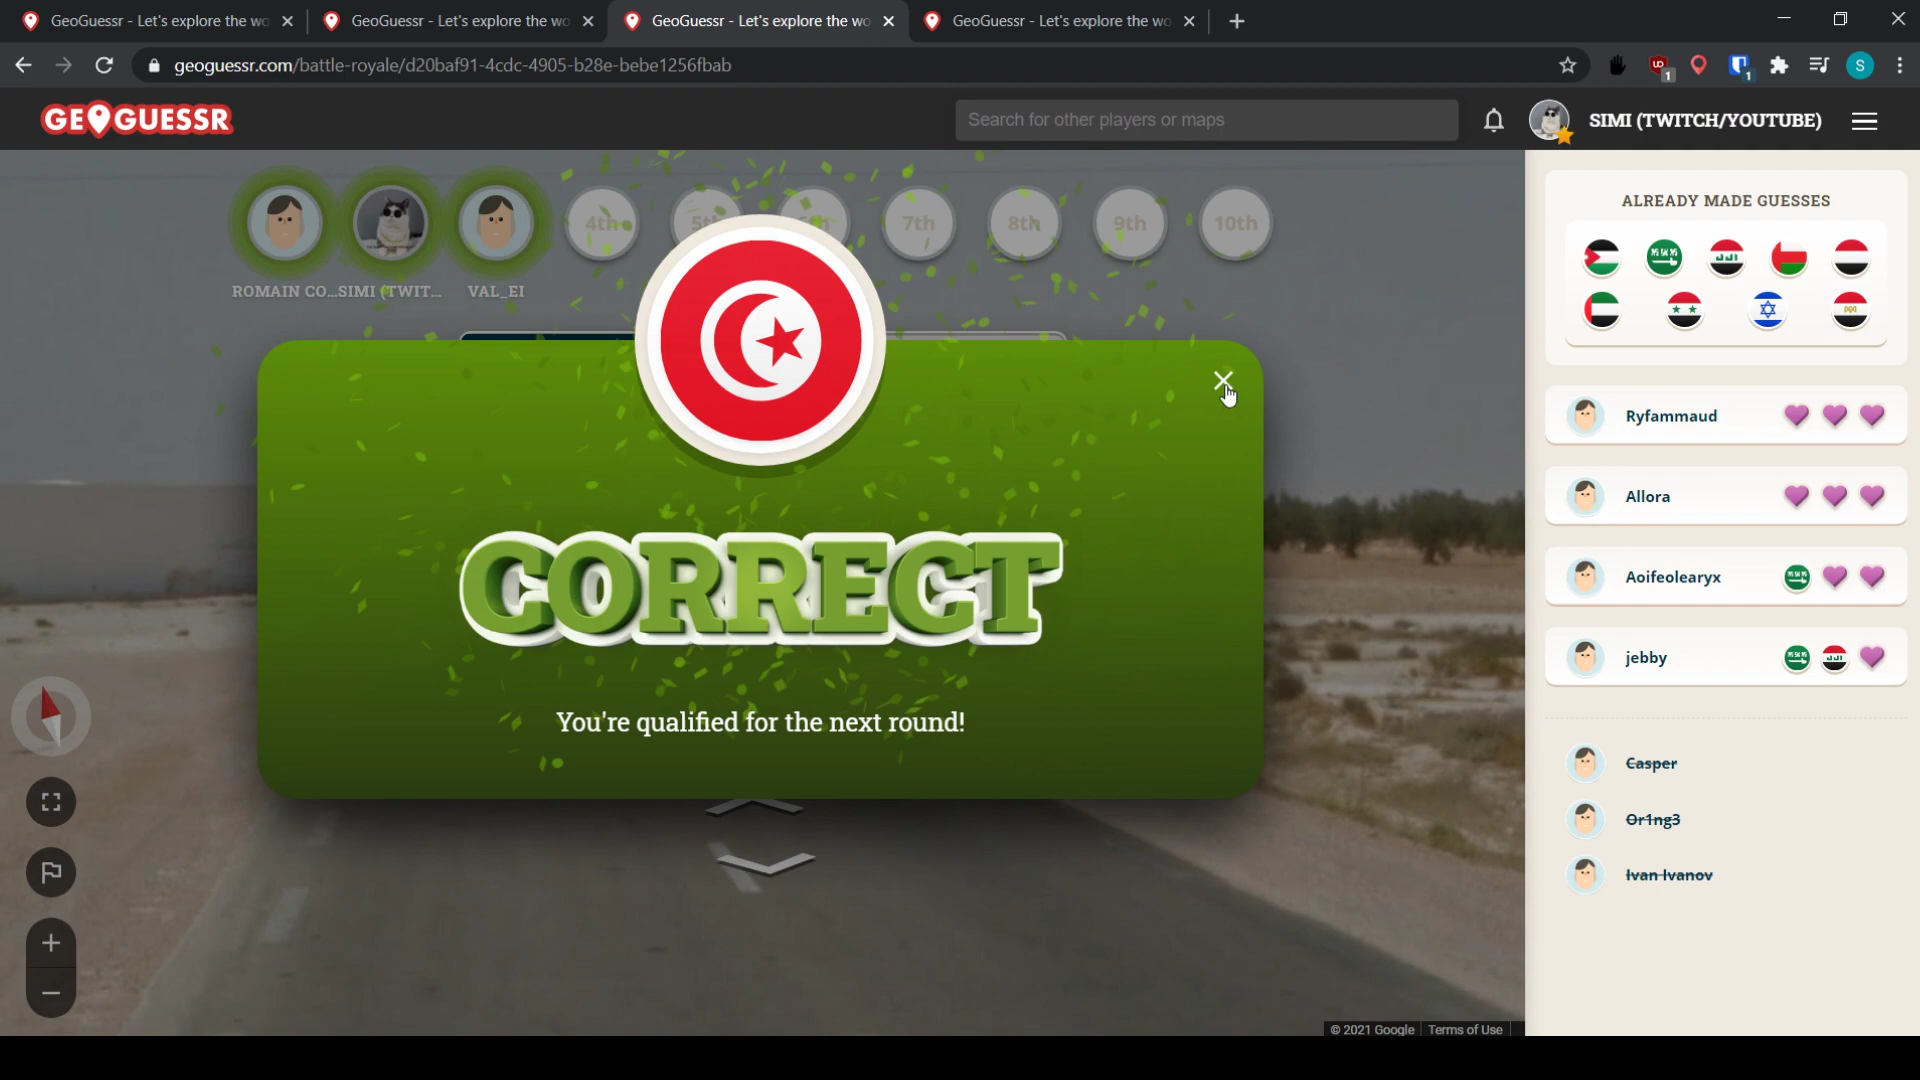 GeoGuessr - Let's explore the wo
GeoGuessr - Let's explore the wo
GeoGuessr - Let's explore the wo
GeoGuessr - Let's explore the wo
geoguessr.com/battle-royale/d20baf91-4cdc-4905-b28e-bebe1256fbab
1
1
S
GEOGUESSR
Search for other players or maps
SIMI (TWITCH/YOUTUBE)
4th
7th
8th
9th
10th
ROMAIN CO...
SIMI (TWIT...
VAL_EI
CORRECT
You're qualified for the next round!
ALREADY MADE GUESSES
Ryfammaud
Allora
Aoifeolearyx
jebby
Casper
Or1ng3
Ivan Ivanov
© 2021 Google
Terms of Use